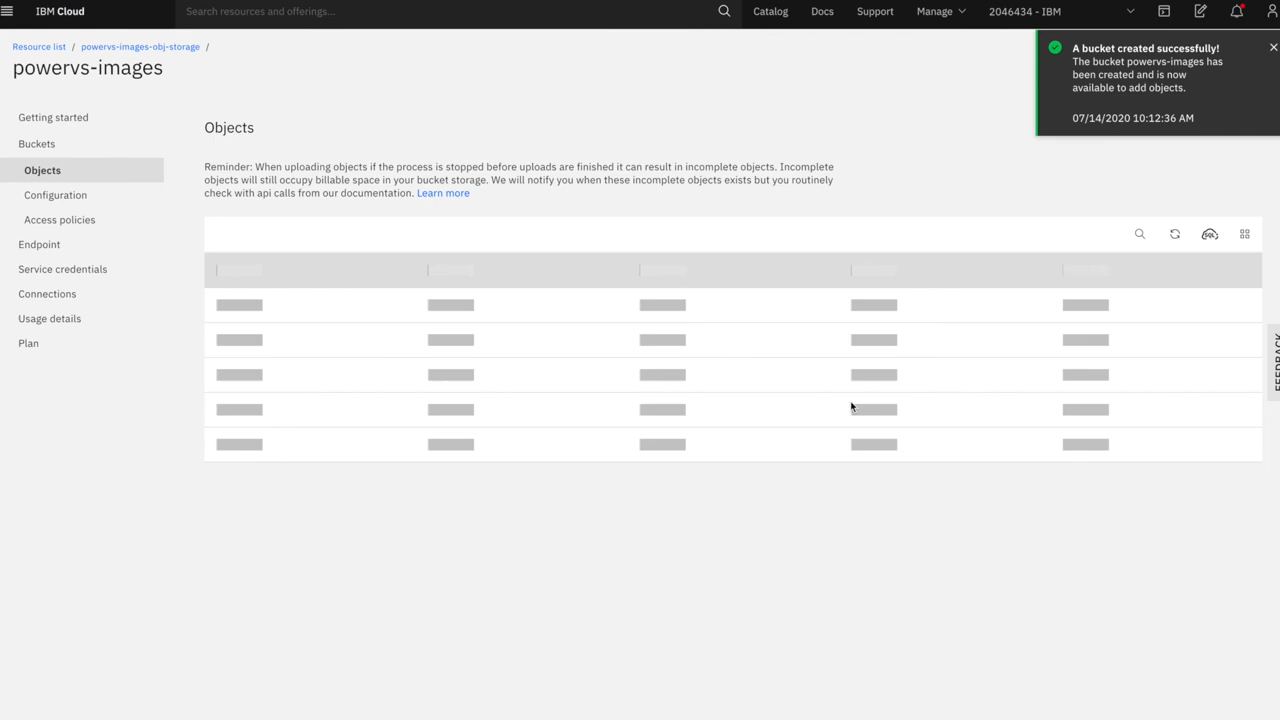 IBM Cloud
Search resources and offerings...
Catalog
Docs
Support
Manage
2046434 - IBM
Resource list / powervs-images-obj-storage /
powervs-images
A bucket created successfully!
The bucket powervs-images has
been created and is now
available to add objects.
07/14/2020 10:12:36 AM
Getting started
Buckets
Objects
Configuration
Access policies
Endpoint
Service credentials
Connections
Usage details
Plan
Objects
Reminder: When uploading objects if the process is stopped before uploads are finished it can result in incomplete objects. Incomplete
objects will still occupy billable space in your bucket storage. We will notify you when these incomplete objects exists but you routinely
check with api calls from our documentation. Learn more
SQL
FEEDBACK